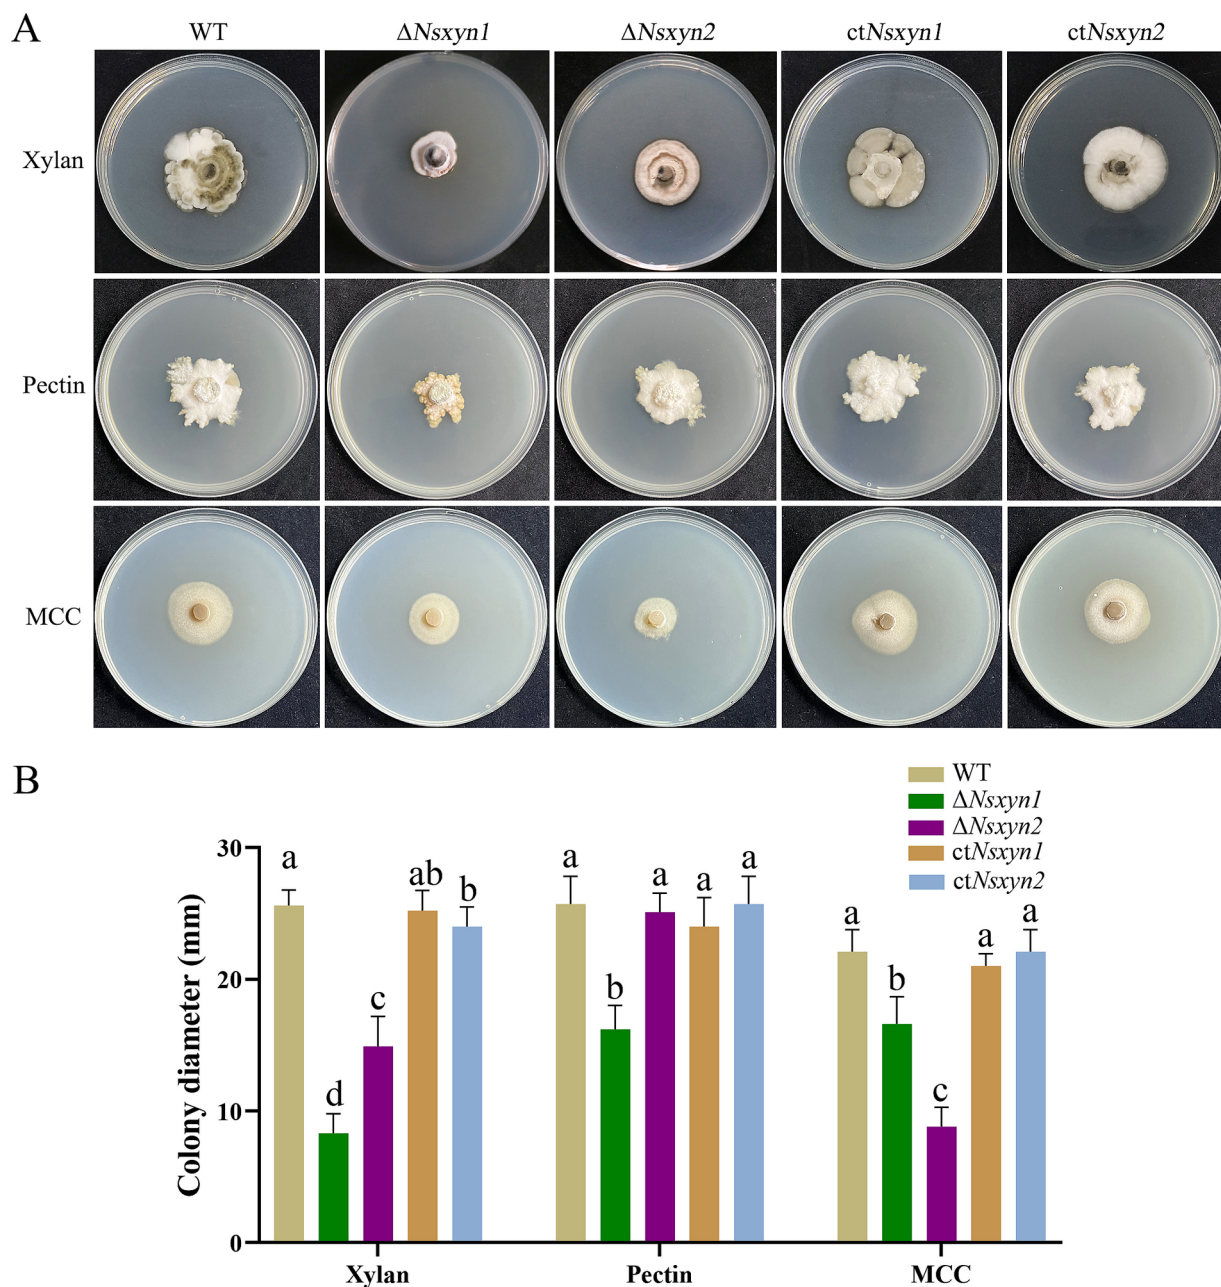 A
WT ΔNsxyn1 ΔNsxyn2 ctNsxyn1 ctNsxyn2
Xylan
Pectin
MCC
B
WT
ΔNsxyn1
ΔNsxyn2
ctNsxyn1
ctNsxyn2
Colony diameter (mm)
30
20
10
0
a d c ab b
a b a a a
a b c a a
Xylan Pectin MCC